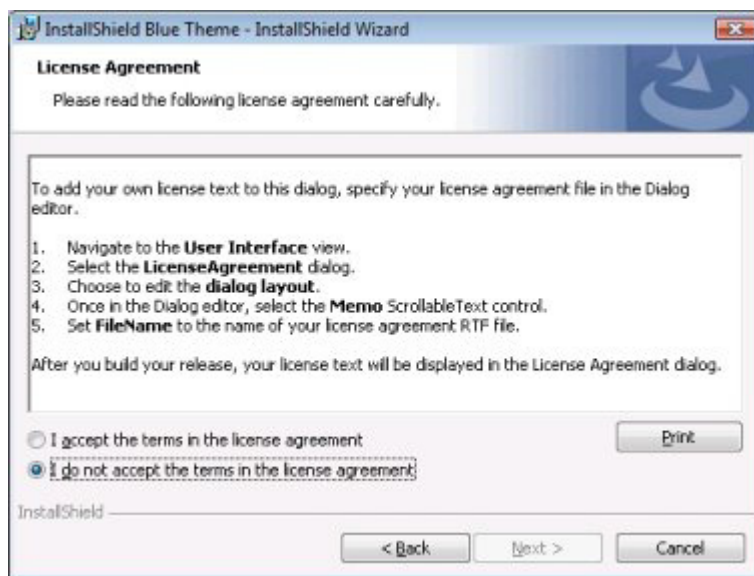 InstallShield Blue Theme - InstallShield Wizard
License Agreement
Please read the following license agreement carefully.
To add your own license text to this dialog, specify your license agreement file in the Dialog
editor.
1. Navigate to the User Interface view.
2. Select the LicenseAgreement dialog.
3. Choose to edit the dialog layout.
4. Once in the Dialog editor, select the Memo ScrollableText control.
5. Set FileName to the name of your license agreement RTF file.
After you build your release, your license text will be displayed in the License Agreement dialog.
I accept the terms in the license agreement
Print
I do not accept the terms in the license agreement
InstallShield
< Back
Next >
Cancel